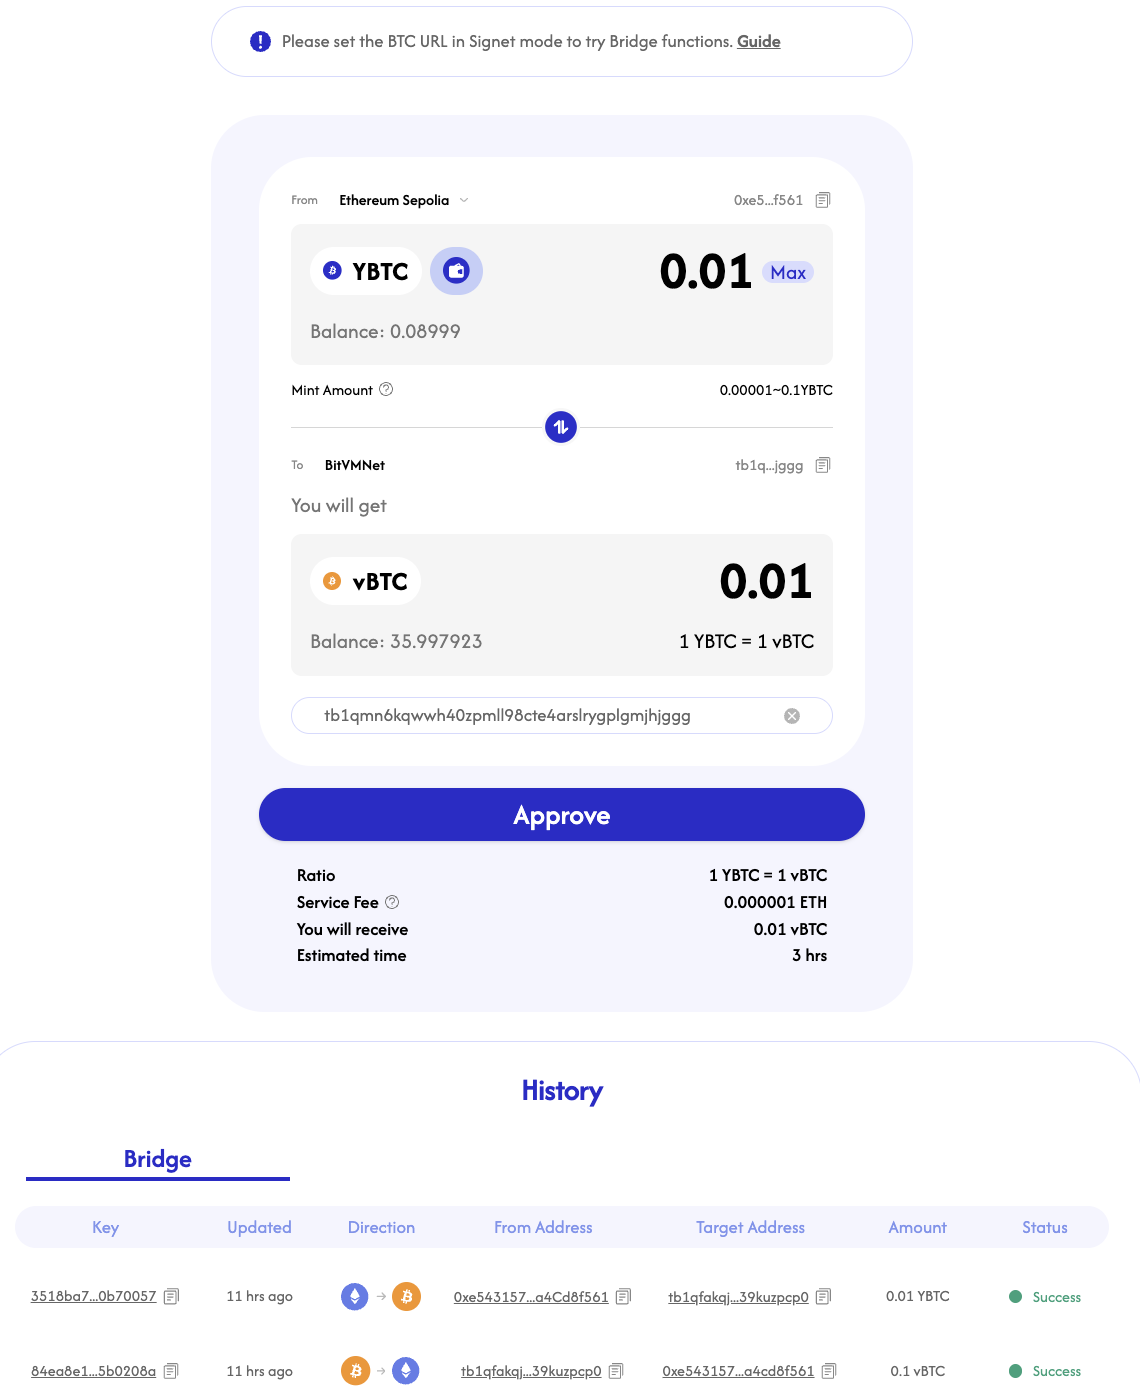 Please set the BTC URL in Signet mode to try Bridge functions. Guide
From Ethereum Sepolia 0xe5...f561
YBTC 0.01 Max
Balance: 0.08999
Mint Amount 0.00001~0.1YBTC
To BitVMNet tb1q...jggg
You will get
vBTC 0.01
Balance: 35.997923 1 YBTC = 1 vBTC
tb1qmn6kqwwh40zpmll98cte4arslrygplgmjhjggg
Approve
Ratio 1 YBTC = 1 vBTC
Service Fee 0.000001 ETH
You will receive 0.01 vBTC
Estimated time 3 hrs
History
Bridge
Key Updated Direction From Address Target Address Amount Status
3518ba7...0b70057 11 hrs ago 0xe543157...a4Cd8f561 tb1qfakqj...39kuzpcp0 0.01 YBTC Success
84ea8e1...5b0208a 11 hrs ago tb1qfakqj...39kuzpcp0 0xe543157...a4cd8f561 0.1 vBTC Success